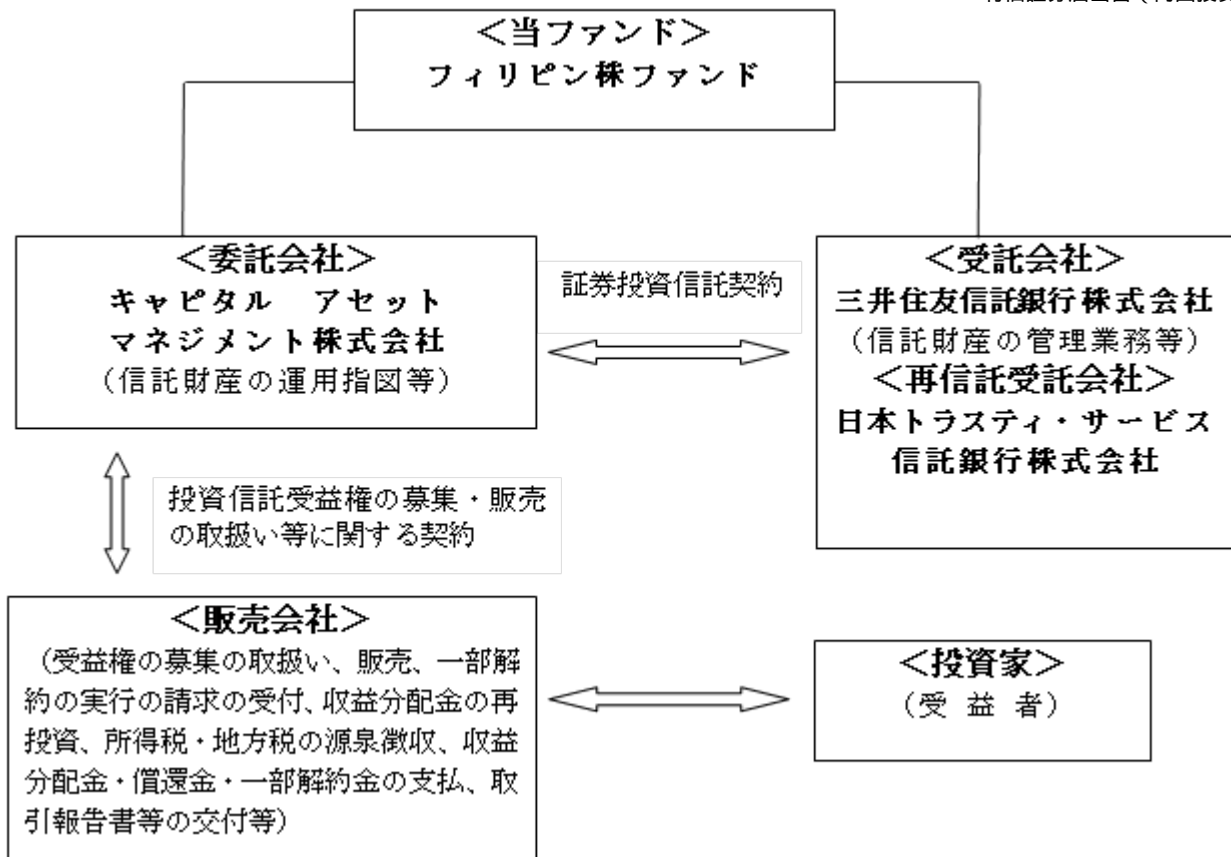 <当ファンド>
フィリピン株ファンド
<委託会社>
キャピタル　アセット
マネジメント株式会社
（信託財産の運用指図等）
証券投資信託契約
<受託会社>
三井住友信託銀行株式会社
（信託財産の管理業務等）
<再信託受託会社>
日本トラスティ・サービス
信託銀行株式会社
投資信託受益権の募集・販売
の取扱い等に関する契約
<販売会社>
（受益権の募集の取扱い、販売、一部解
約の実行の請求の受付、収益分配金の再
投資、所得税・地方税の源泉徴収、収益
分配金・償還金・一部解約金の支払、取
引報告書等の交付等）
<投資家>
（受 益 者）